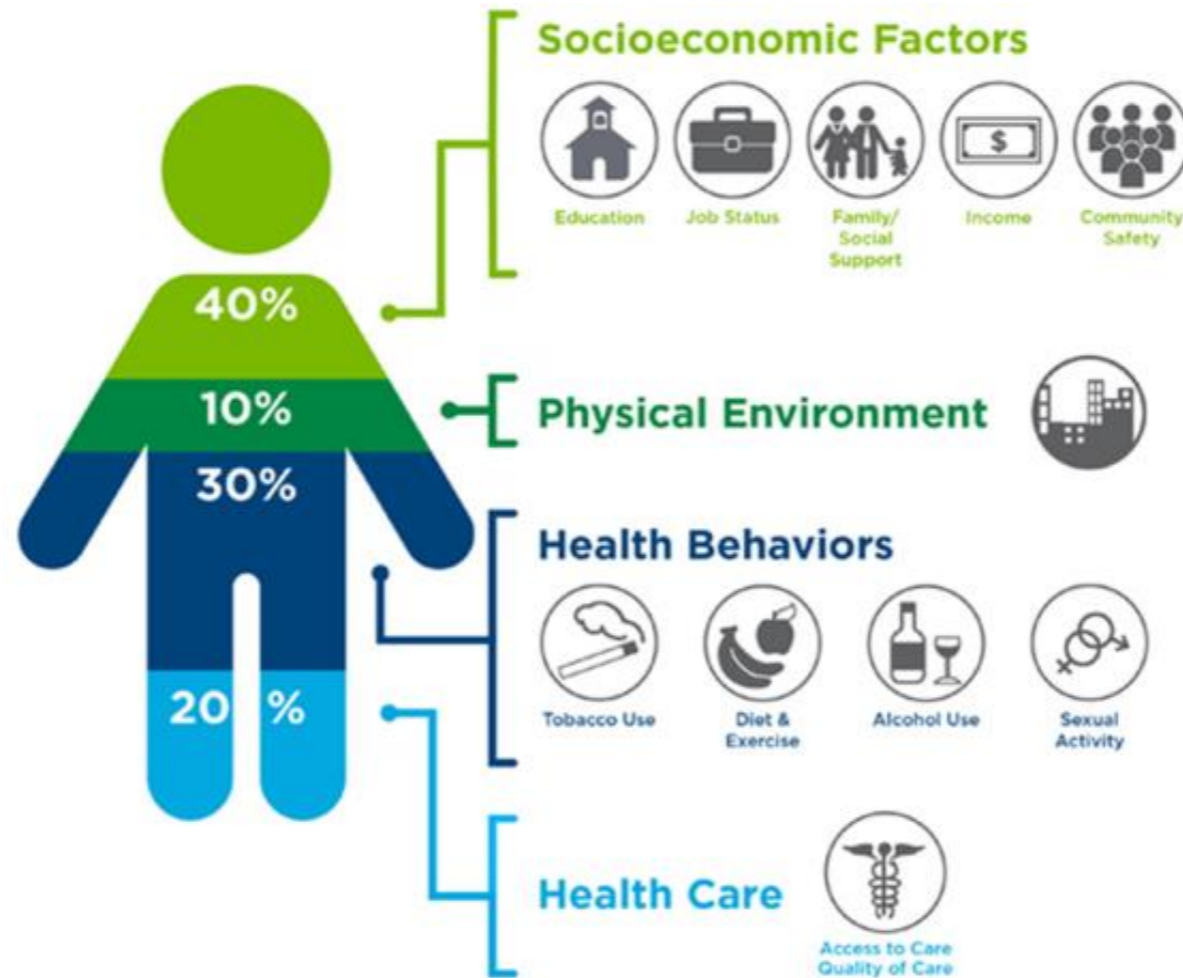 Socioeconomic Factors
$
Education
Job Status
Family/
Social
Support
Income
Community
Safety
40%
10%
Physical Environment
30%
Health Behaviors
Tobacco Use
Diet &
Exercise
Alcohol Use
Sexual
Activity
20 %
Health Care
Access to Care
Quality of Care